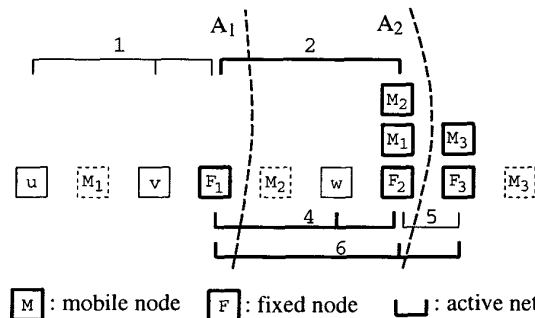 A1 A2
1 2
M2
M1 M3
u M1 v F1 M2 w F2 F3 M3
4 5
6
M : mobile node F : fixed node : active net